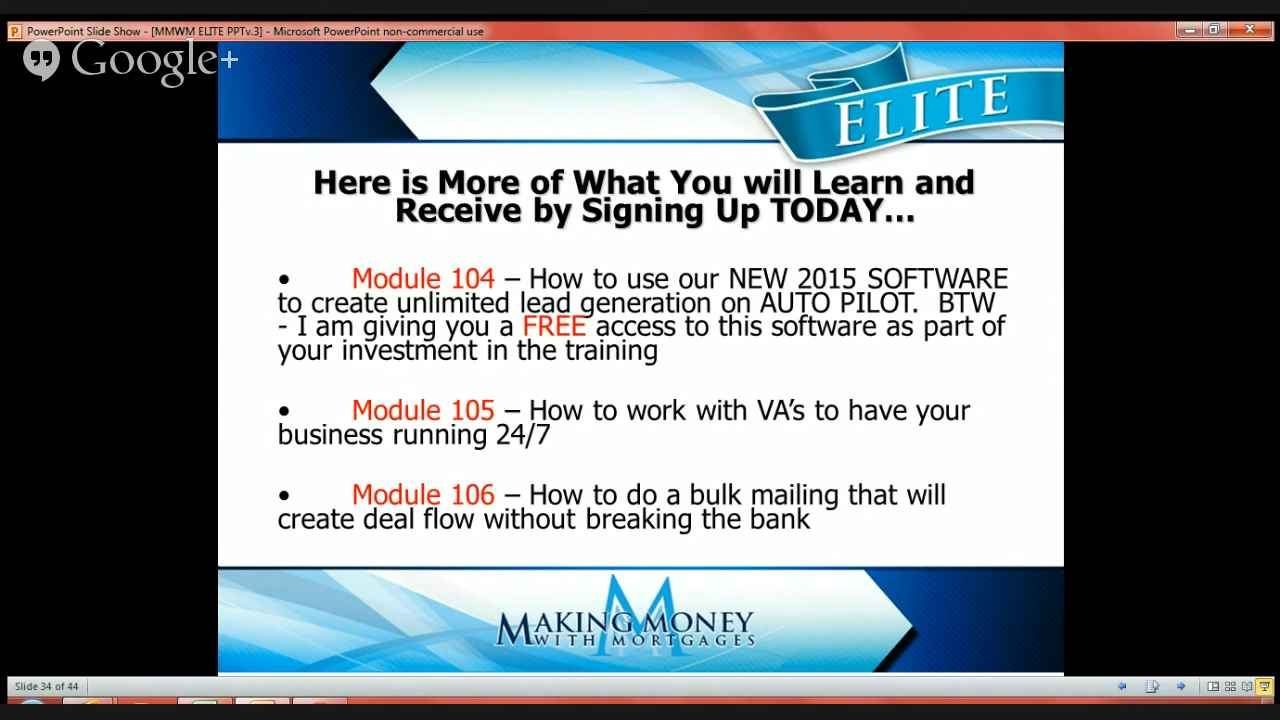 PowerPoint Slide Show - [MMWM ELITE PPTv.3] - Microsoft PowerPoint non-commercial use
Google+
ELITE
Here is More of What You will Learn and
Receive by Signing Up TODAY...
• Module 104 – How to use our NEW 2015 SOFTWARE
to create unlimited lead generation on AUTO PILOT.  BTW
- I am giving you a FREE access to this software as part of
your investment in the training
• Module 105 – How to work with VA's to have your
business running 24/7
• Module 106 – How to do a bulk mailing that will
create deal flow without breaking the bank
M
MAKING MONEY
WITH MORTGAGES
Slide 34 of 44